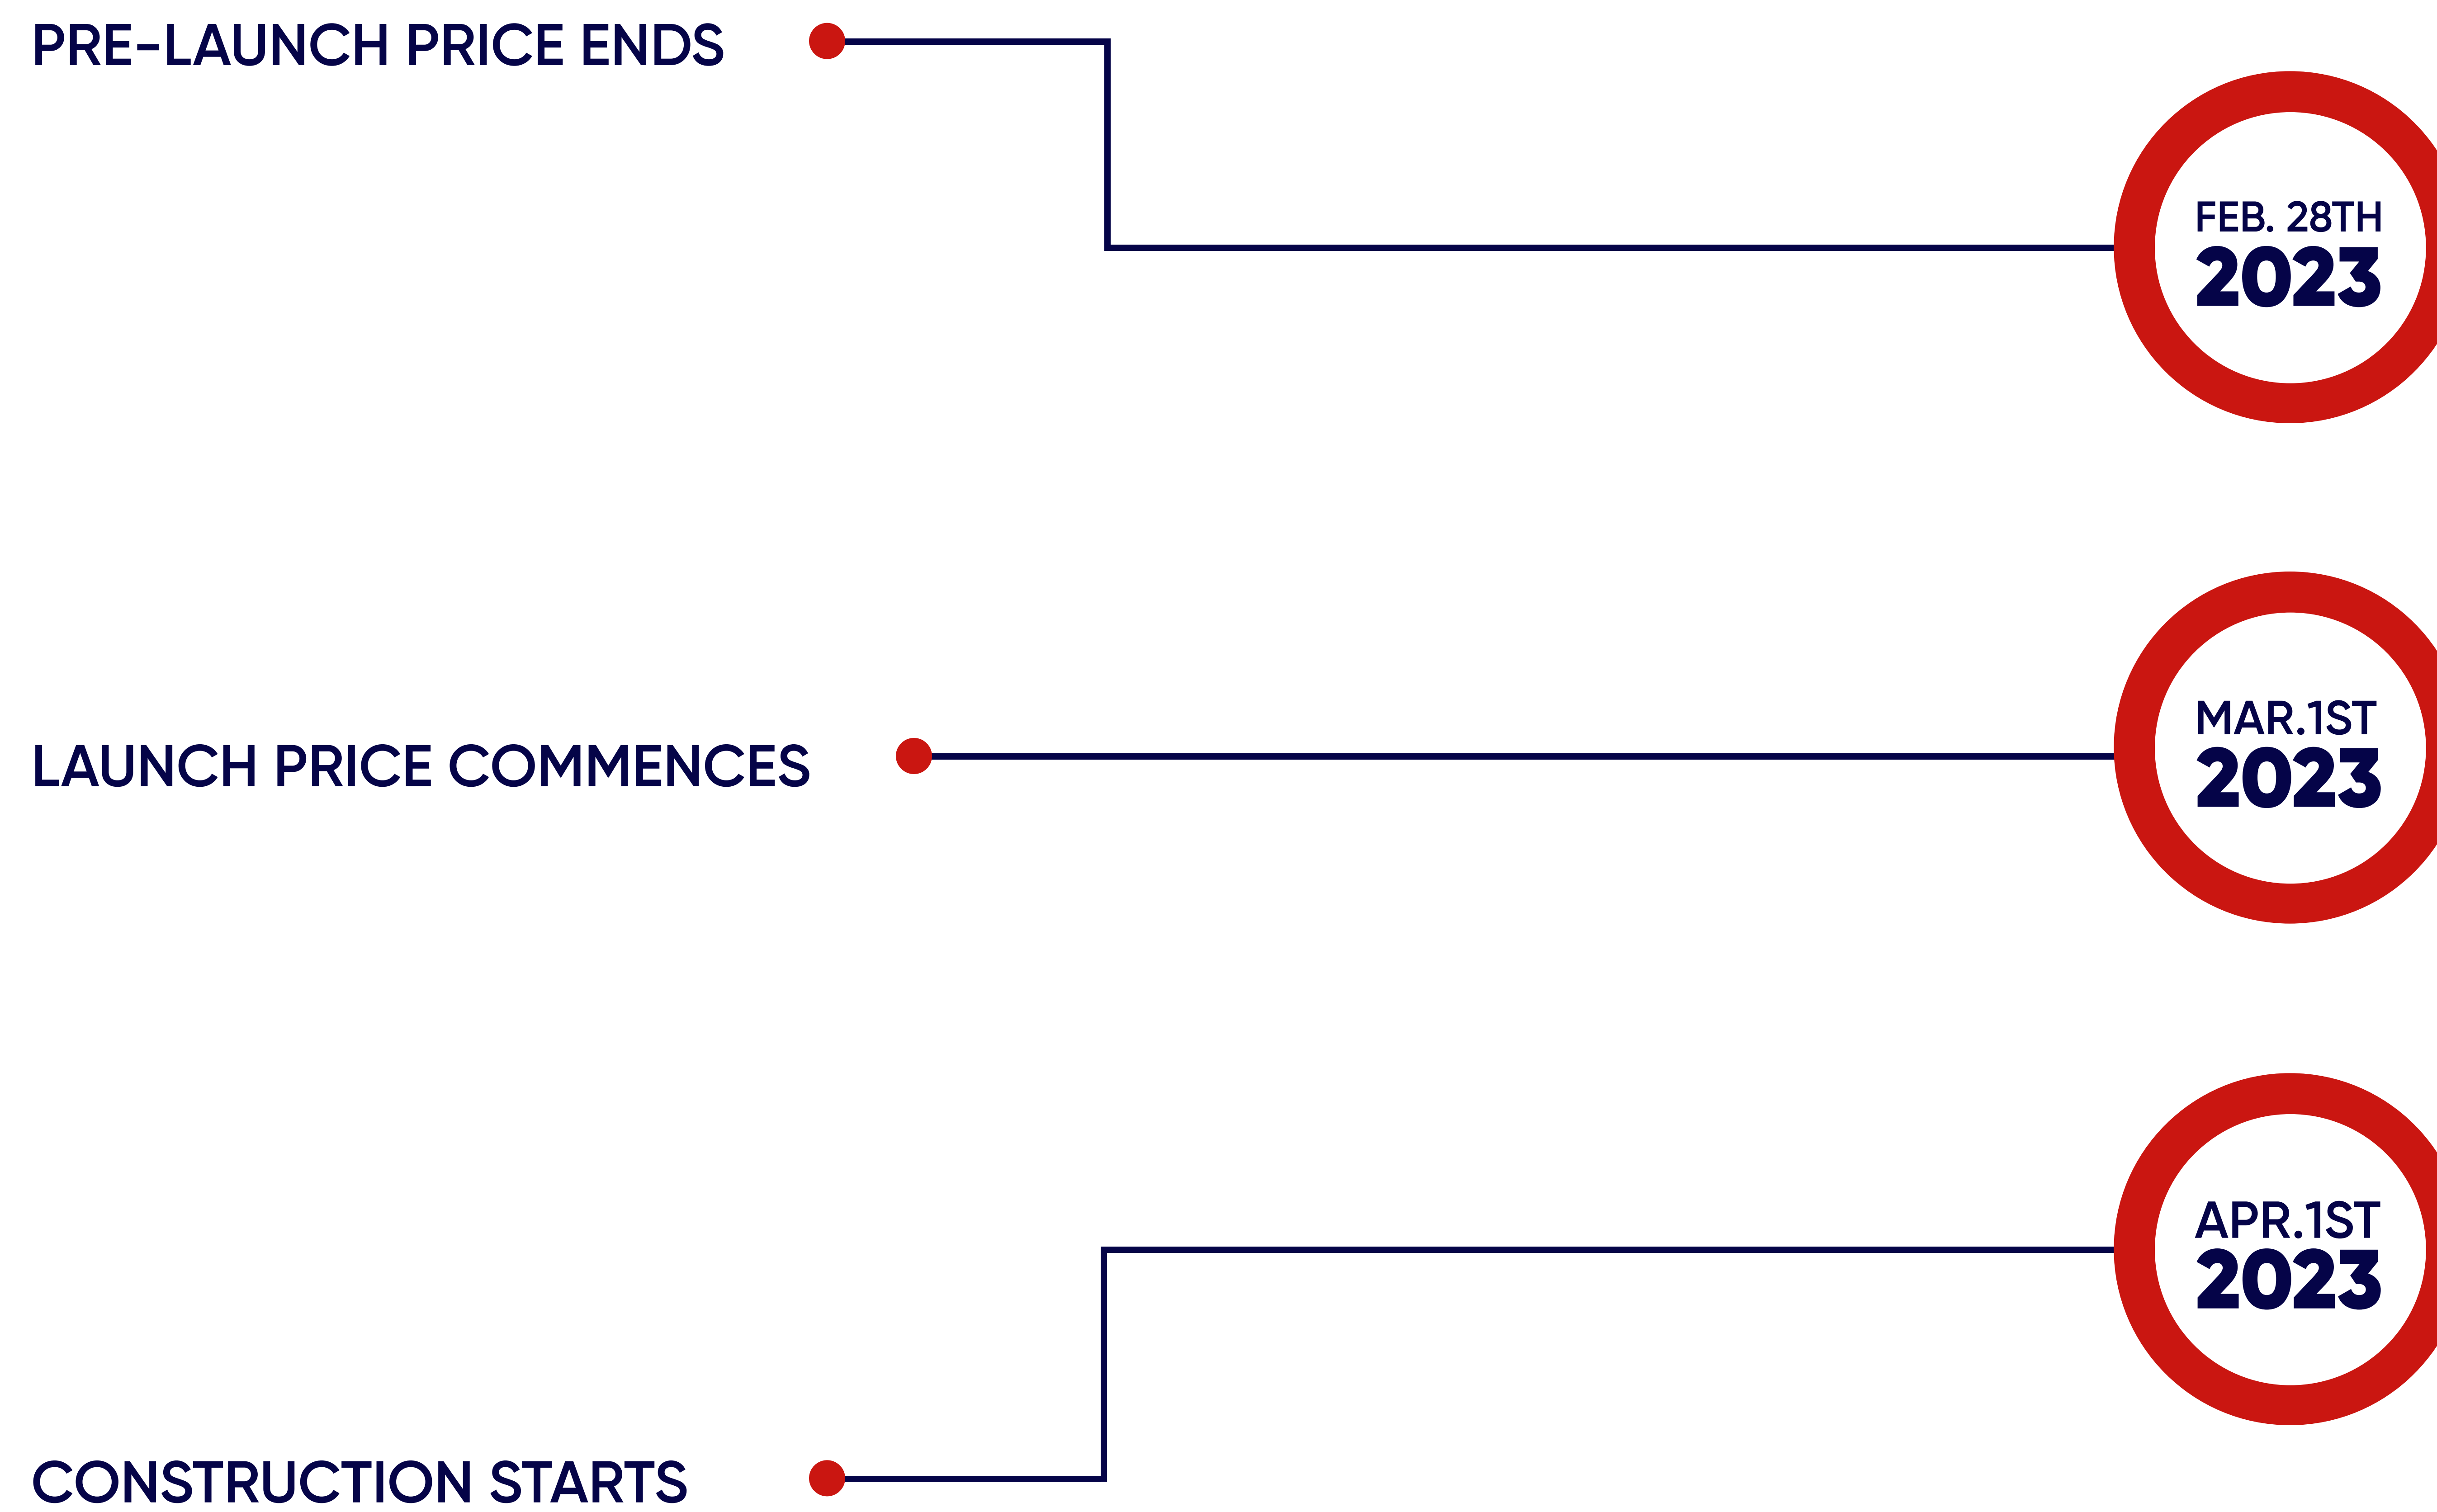 PRE-LAUNCH PRICE ENDS
FEB. 28TH
2023
LAUNCH PRICE COMMENCES
MAR.1ST
2023
APR.1ST
2023
CONSTRUCTION STARTS